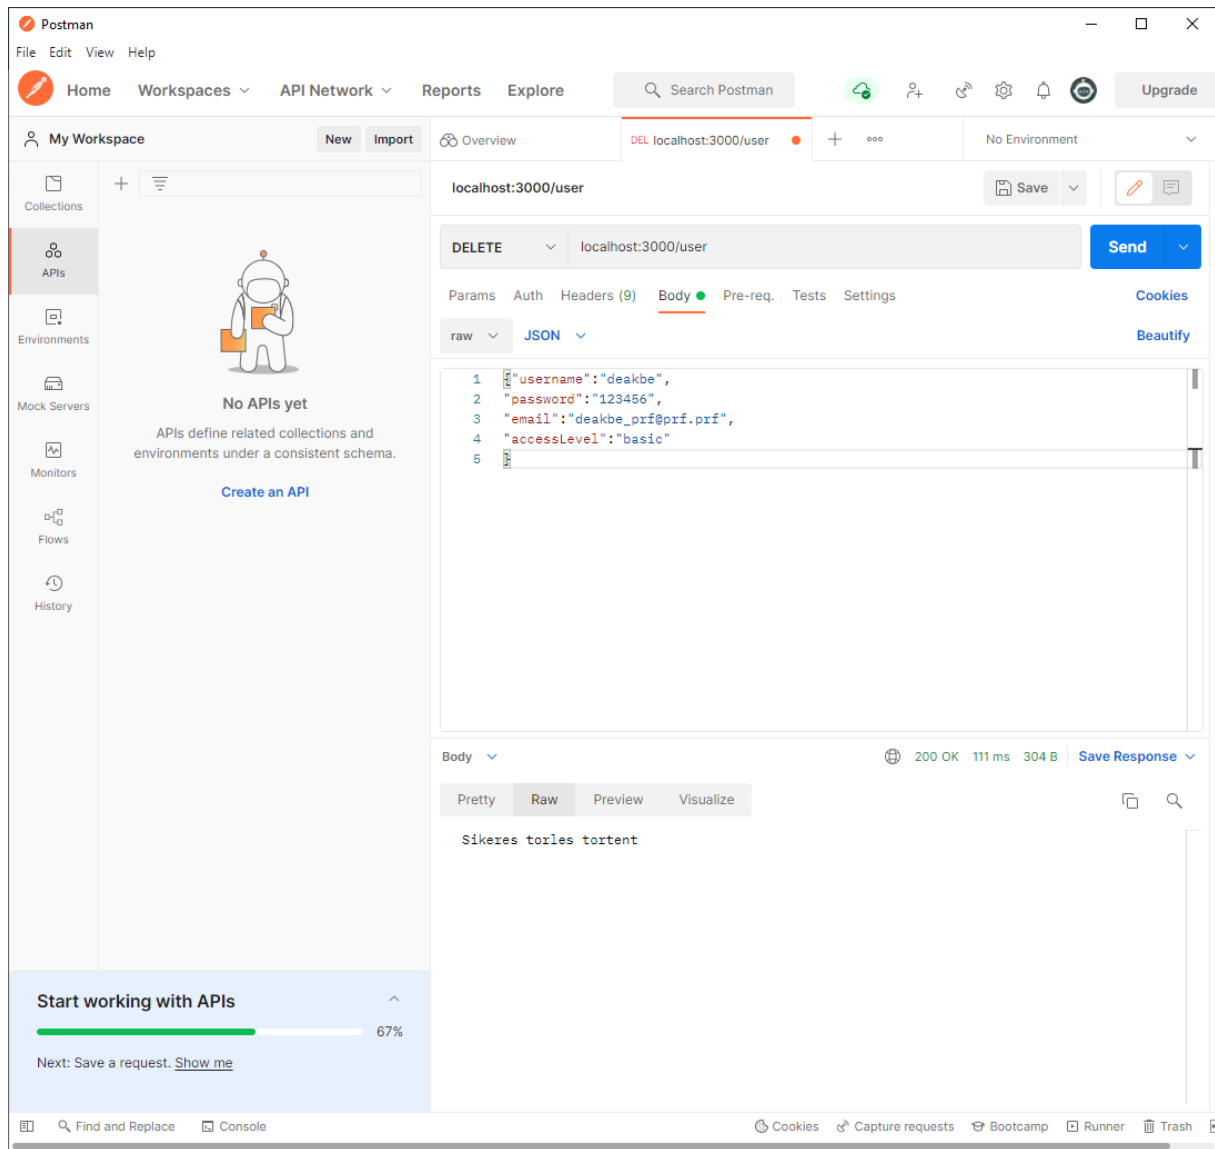 Postman
File Edit View Help
Home Workspaces API Network Reports Explore Search Postman Upgrade
My Workspace New Import
Overview DEL localhost:3000/user No Environment
Collections
APIs
Environments
Mock Servers
Monitors
Flows
History
No APIs yet
APIs define related collections and
environments under a consistent schema.
Create an API
Start working with APIs
67%
Next: Save a request. Show me
localhost:3000/user Save
DELETE localhost:3000/user Send
Params Auth Headers (9) Body Pre-req. Tests Settings Cookies
raw JSON Beautify
1 {"username":"deakbe",
2 "password":"123456",
3 "email":"deakbe_prf@prf.prf",
4 "accessLevel":"basic"
5 }
Body 200 OK 111 ms 304 B Save Response
Pretty Raw Preview Visualize
Sikeres torles tortent
Find and Replace Console Cookies Capture requests Bootcamp Runner Trash